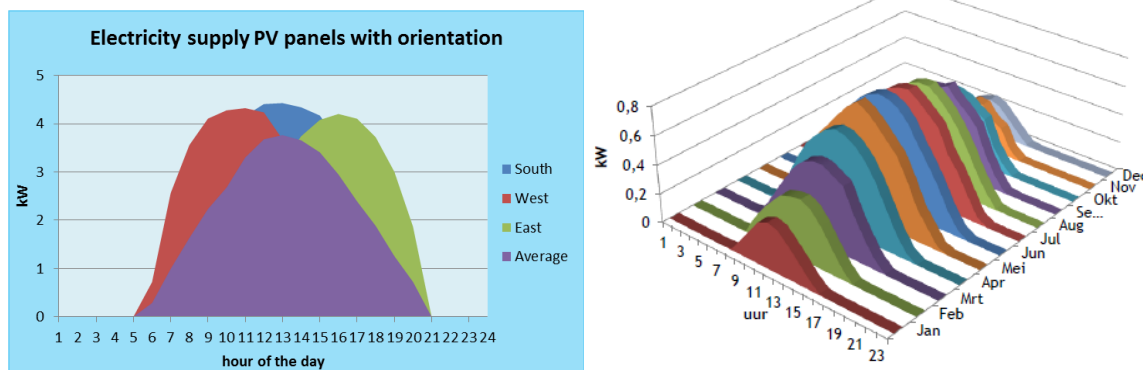 Electricity supply PV panels with orientation
5
4
3
2
1
0
kW
1 2 3 4 5 6 7 8 9 10 11 12 13 14 15 16 17 18 19 20 21 22 23 24
hour of the day
South
West
East
Average
0,8
0,6
0,4
0,2
0
kW
1
3
5
7
9
11
13
15
17
19
21
23
uur
Jan
Feb
Mrt
Apr
Mei
Jun
Jul
Aug
Se...
Okt
Nov
Dec